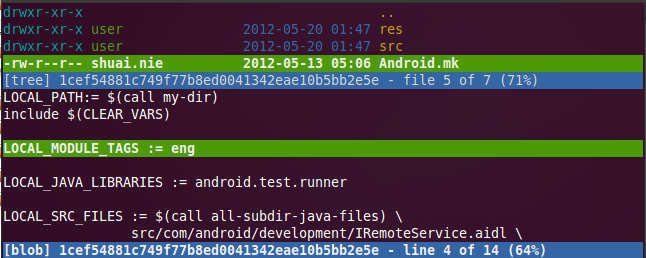 drwxr-xr-x ..
drwxr-xr-x user 2012-05-20 01:47 res
drwxr-xr-x user 2012-05-20 01:47 src
-rw-r--r-- shuai.nie 2012-05-13 05:06 Android.mk
[tree] 1cef54881c749f77b8ed0041342eae10b5bb2e5e - file 5 of 7 (71%)
LOCAL_PATH:= $(call my-dir)
include $(CLEAR_VARS)
LOCAL_MODULE_TAGS := eng
LOCAL_JAVA_LIBRARIES := android.test.runner
LOCAL_SRC_FILES := $(call all-subdir-java-files) \
src/com/android/development/IRemoteService.aidl \
[blob] 1cef54881c749f77b8ed0041342eae10b5bb2e5e - line 4 of 14 (64%)